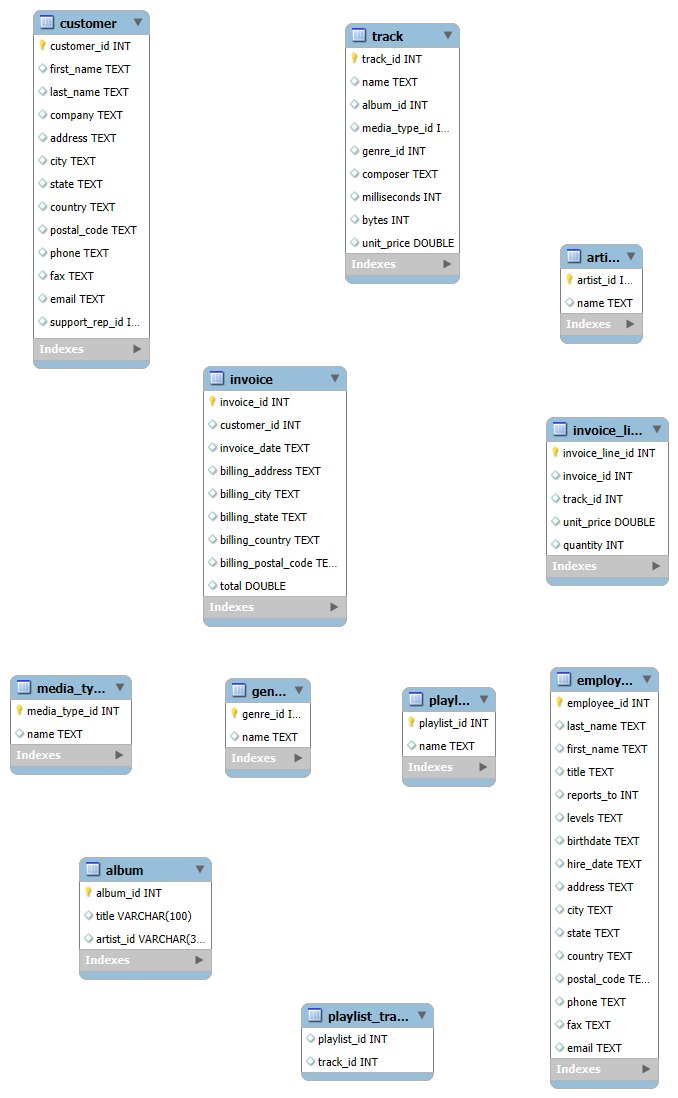 customer
customer_id INT
first_name TEXT
last_name TEXT
company TEXT
address TEXT
city TEXT
state TEXT
country TEXT
postal_code TEXT
phone TEXT
fax TEXT
email TEXT
support_rep_id I...
Indexes
track
track_id INT
name TEXT
album_id INT
media_type_id I...
genre_id INT
composer TEXT
milliseconds INT
bytes INT
unit_price DOUBLE
Indexes
arti...
artist_id I...
name TEXT
Indexes
invoice
invoice_id INT
customer_id INT
invoice_date TEXT
billing_address TEXT
billing_city TEXT
billing_state TEXT
billing_country TEXT
billing_postal_code TE...
total DOUBLE
Indexes
invoice_li...
invoice_line_id INT
invoice_id INT
track_id INT
unit_price DOUBLE
quantity INT
Indexes
media_ty...
media_type_id INT
name TEXT
Indexes
gen...
genre_id I...
name TEXT
Indexes
playl...
playlist_id INT
name TEXT
Indexes
employ...
employee_id INT
last_name TEXT
first_name TEXT
title TEXT
reports_to INT
levels TEXT
birthdate TEXT
hire_date TEXT
address TEXT
city TEXT
state TEXT
country TEXT
postal_code TE...
phone TEXT
fax TEXT
email TEXT
Indexes
album
album_id INT
title VARCHAR(100)
artist_id VARCHAR(3...
Indexes
playlist_tra...
playlist_id INT
track_id INT